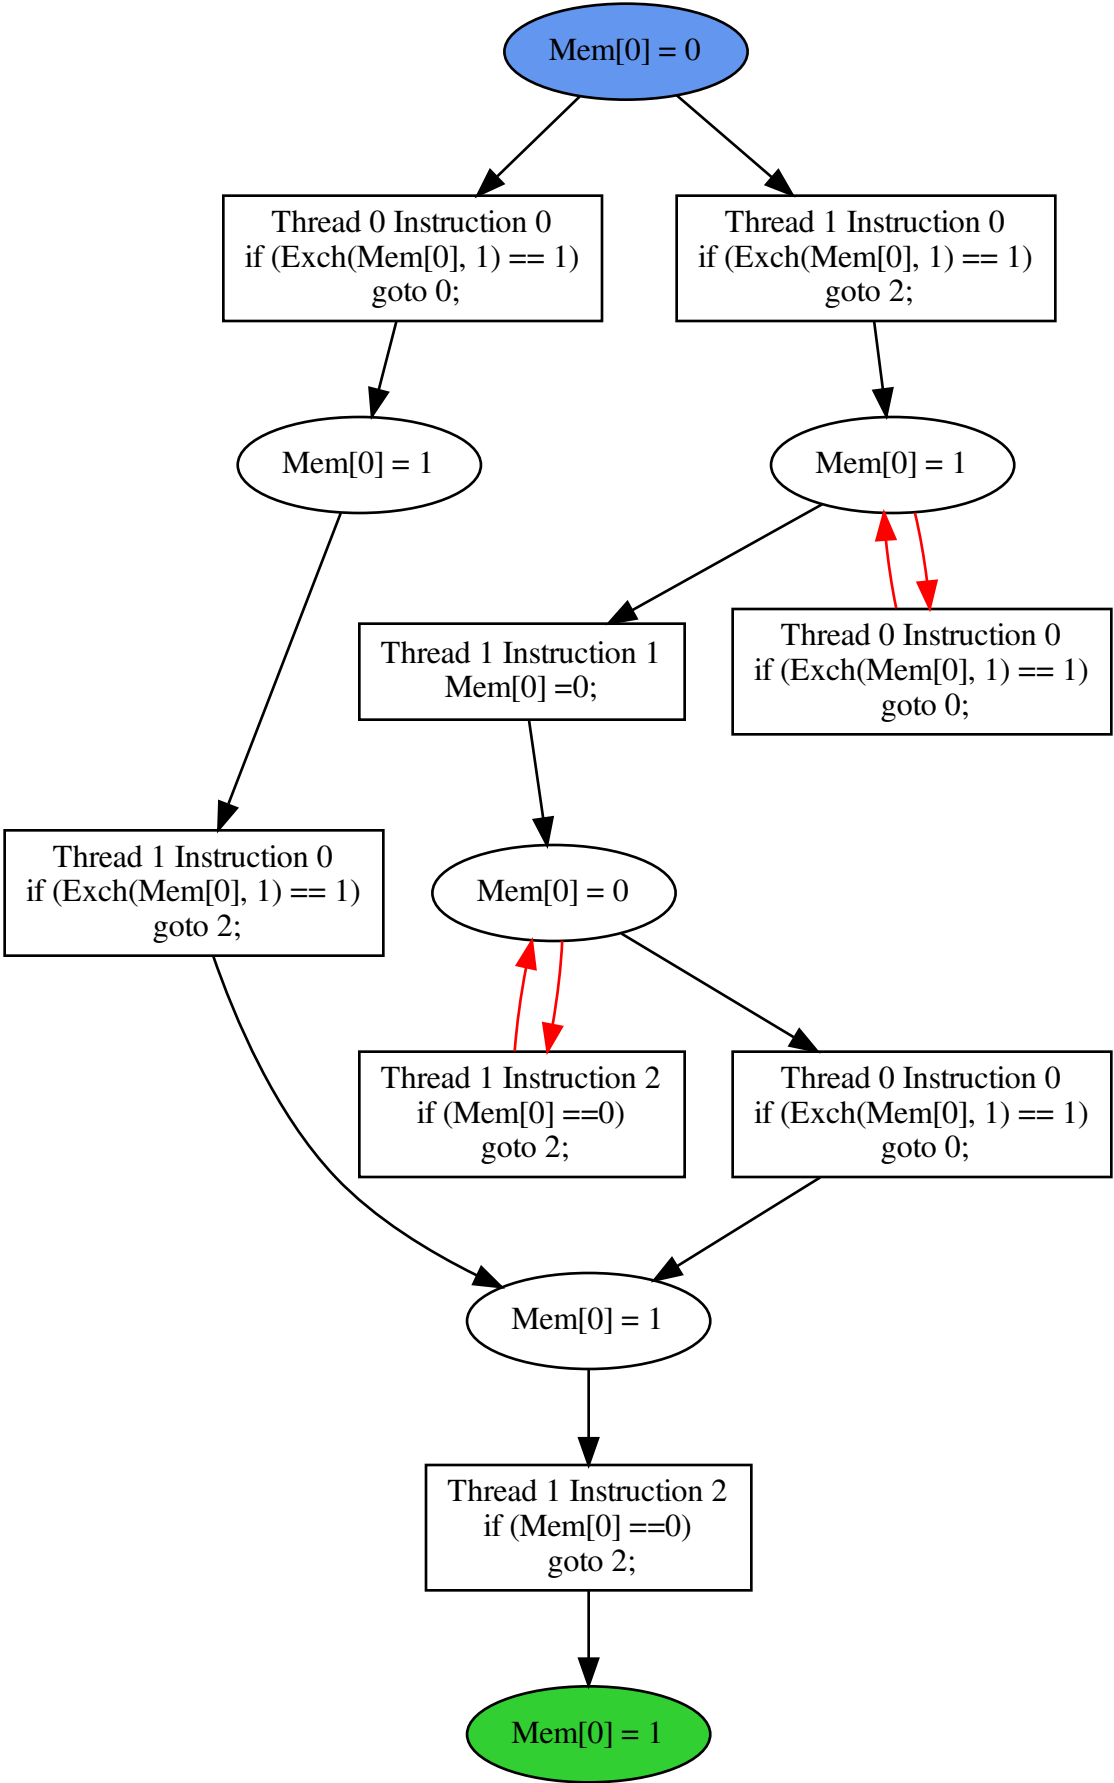 Mem[0] = 0
Thread 0 Instruction 0
if (Exch(Mem[0], 1) == 1)
goto 0;
Thread 1 Instruction 0
if (Exch(Mem[0], 1) == 1)
goto 2;
Mem[0] = 1
Mem[0] = 1
Thread 1 Instruction 1
Mem[0] =0;
Thread 0 Instruction 0
if (Exch(Mem[0], 1) == 1)
goto 0;
Thread 1 Instruction 0
if (Exch(Mem[0], 1) == 1)
goto 2;
Mem[0] = 0
Thread 1 Instruction 2
if (Mem[0] ==0)
goto 2;
Thread 0 Instruction 0
if (Exch(Mem[0], 1) == 1)
goto 0;
Mem[0] = 1
Thread 1 Instruction 2
if (Mem[0] ==0)
goto 2;
Mem[0] = 1